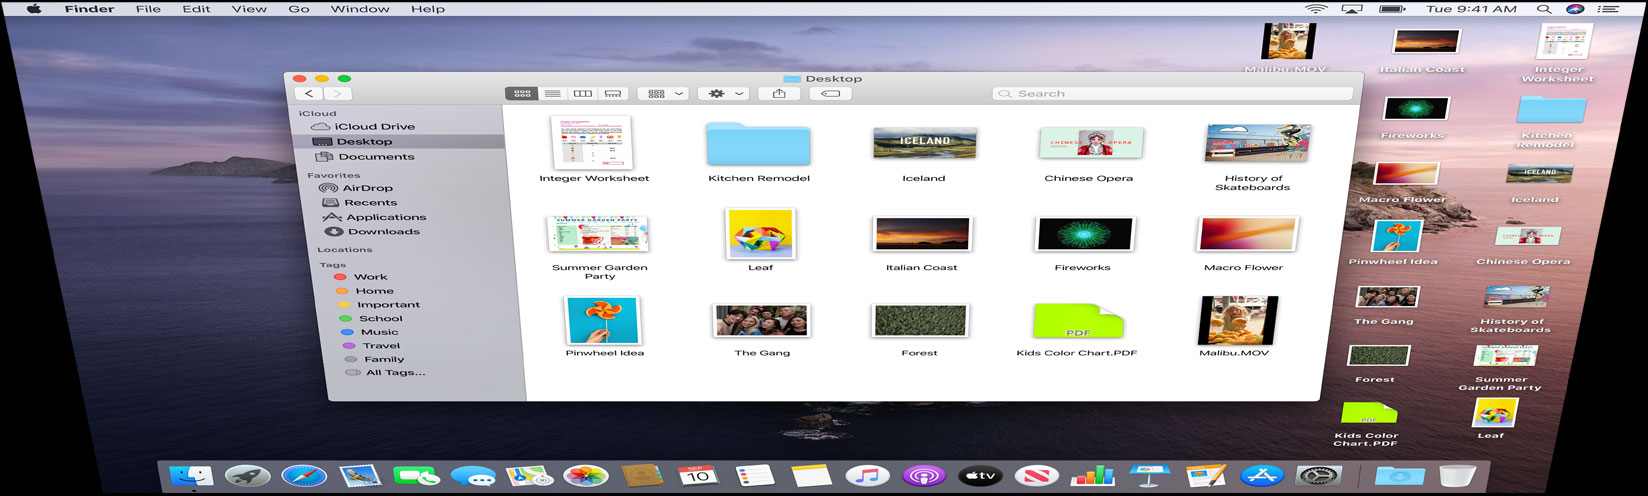 Finder File Edit View Go Window Help Tue 9:41 AM
Desktop
Search
iCloud
iCloud Drive
Desktop
Documents
Favorites
AirDrop
Recents
Applications
Downloads
Locations
Tags
Work
Home
Important
School
Music
Travel
Family
All Tags...
ICELAND
CHINESE OPERA
Integer Worksheet
Kitchen Remodel
Iceland
Chinese Opera
History of
Skateboards
SUMMER GARDEN PARTY
Summer Garden
Party
Leaf
Italian Coast
Fireworks
Macro Flower
PDF
Pinwheel Idea
The Gang
Forest
Kids Color Chart.PDF
Malibu.MOV
Malibu.MOV
Italian Coast
Integer
Worksheet
Fireworks
Kitchen
Remodel
ICELAND
Macro Flower
Iceland
Pinwheel Idea
Chinese Opera
The Gang
History of
Skateboards
Forest
Summer
Garden Party
PDF
Kids Color
Chart.PDF
Leaf
SEP
10
tv